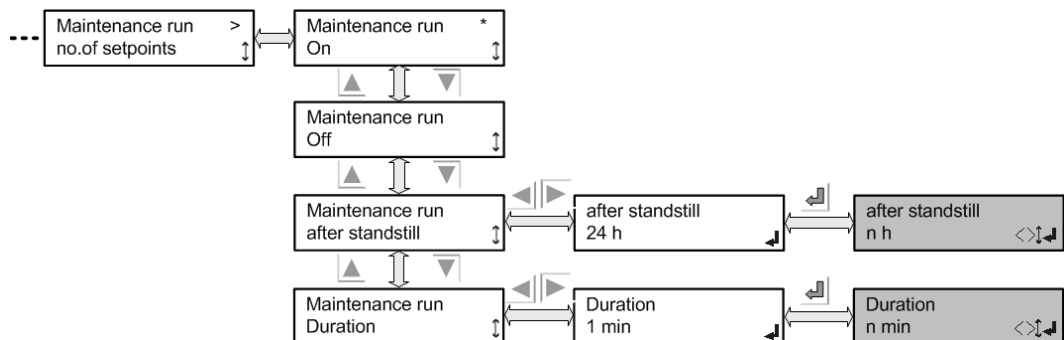 Maintenance run >
no.of setpoints
Maintenance run *
On
Maintenance run
Off
Maintenance run
after standstill
after standstill
24 h
after standstill
n h <>
Maintenance run
Duration
Duration
1 min
Duration
n min <>